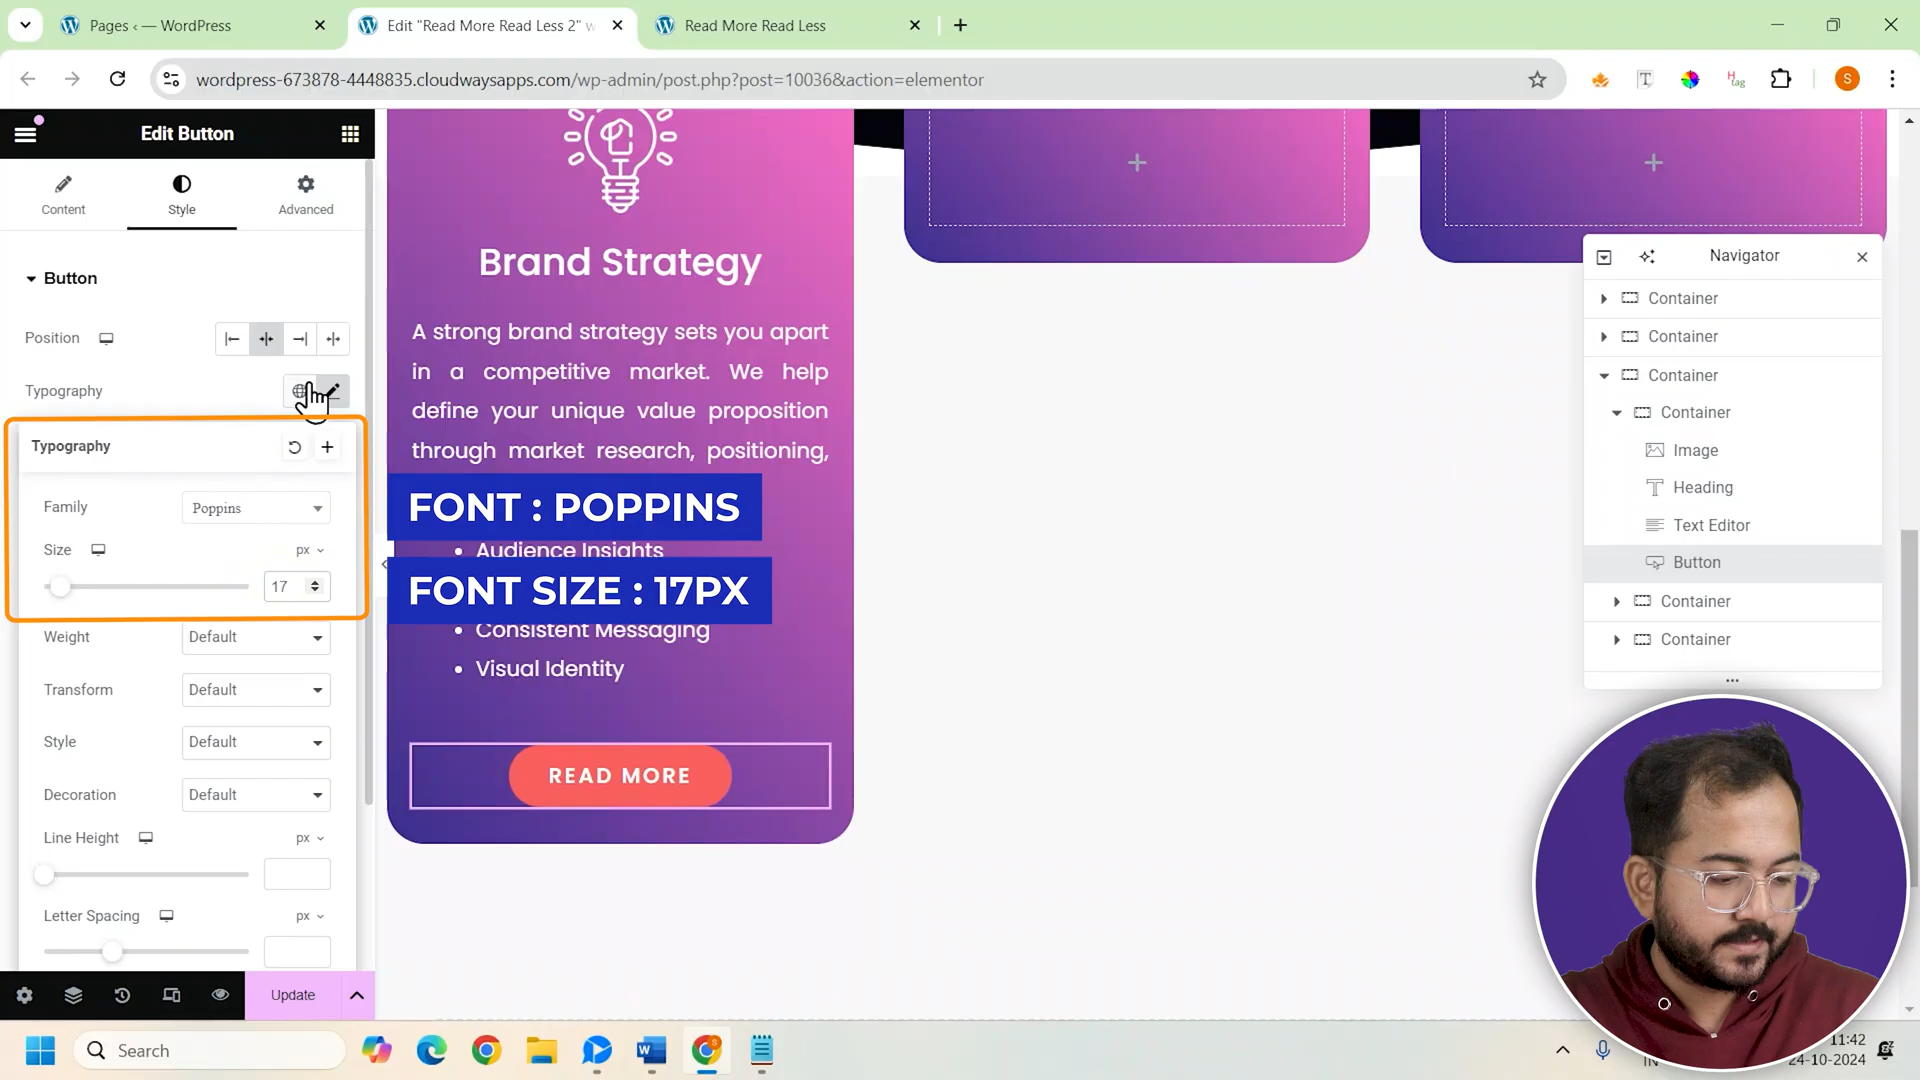 Pages ‹ — WordPress
Edit "Read More Read Less 2" w
Read More Read Less
wordpress-673878-4448835.cloudwaysapps.com/wp-admin/post.php?post=10036&action=elementor
Edit Button
Content
Style
Advanced
Button
Position
Typography
Typography
Family
Poppins
Size
px
17
Weight
Default
Transform
Default
Style
Default
Decoration
Default
Line Height
px
Letter Spacing
px
Update
Brand Strategy
A strong brand strategy sets you apart
in a competitive market. We help
define your unique value proposition
through market research, positioning,
FONT : POPPINS
Audience Insights
FONT SIZE : 17PX
Consistent Messaging
Visual Identity
READ MORE
Navigator
Container
Container
Container
Container
Image
Heading
Text Editor
Button
Container
Container
Search
11:42
24-10-2024